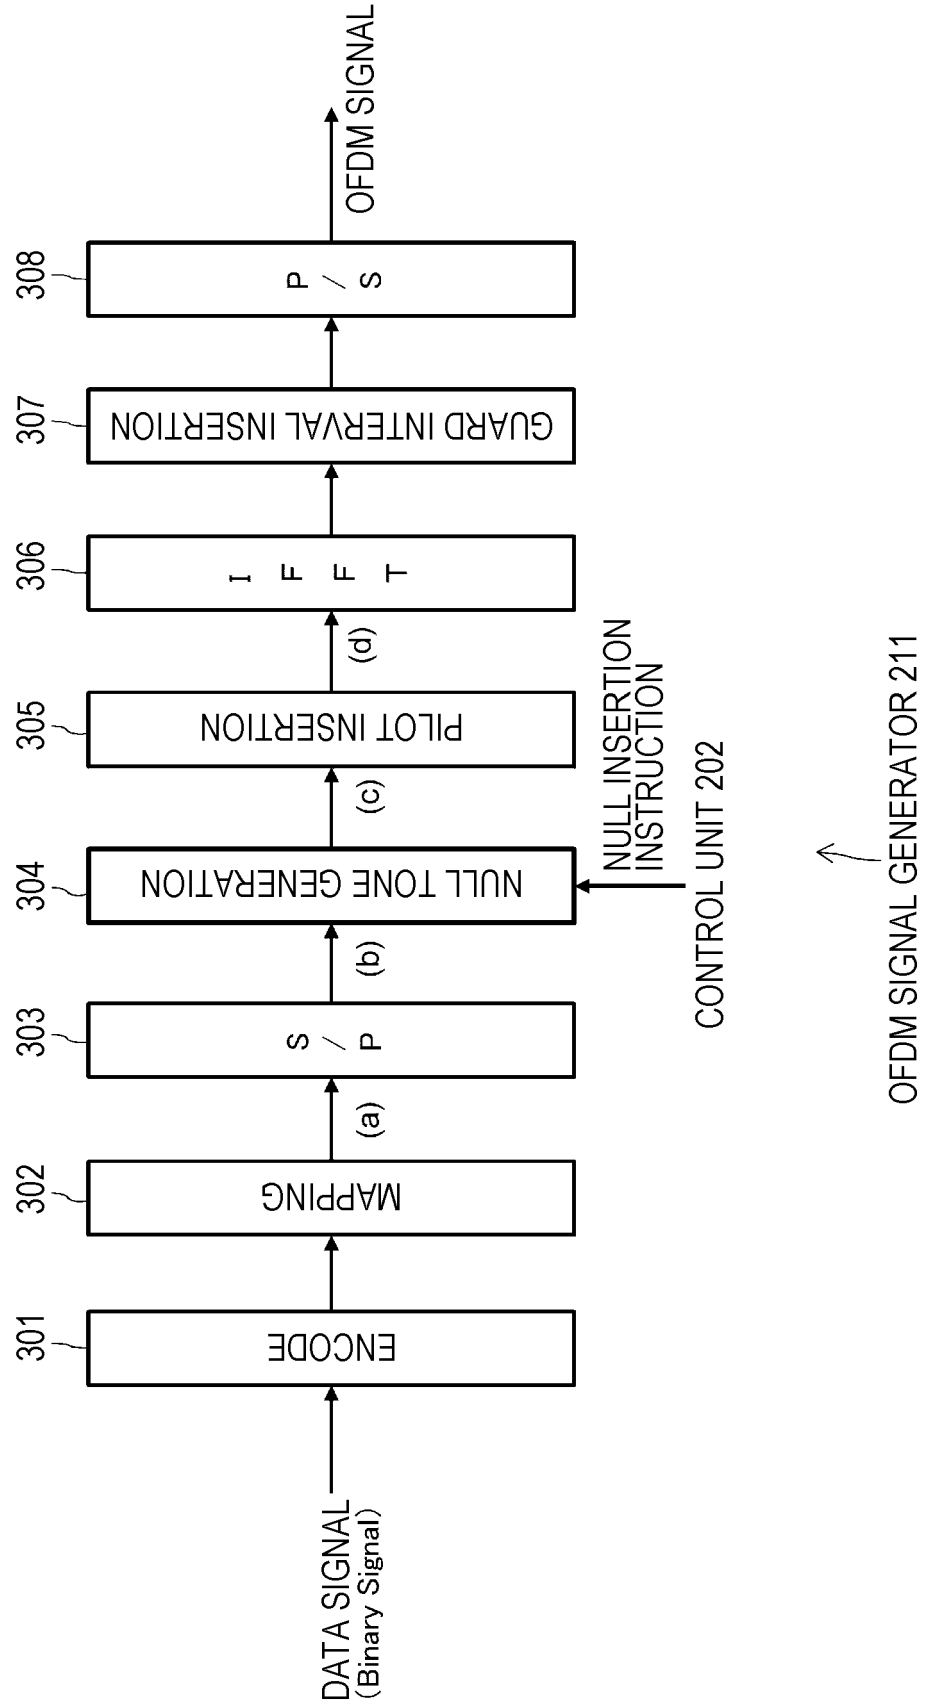 301
302
303
304
305
306
307
308
DATA SIGNAL
(Binary Signal)
ENCODE
MAPPING
(a)
S/P
(b)
NULL TONE GENERATION
(c)
PILOT INSERTION
(d)
IFFT
GUARD INTERVAL INSERTION
P/S
OFDM SIGNAL
NULL INSERTION
INSTRUCTION
CONTROL UNIT 202
OFDM SIGNAL GENERATOR 211